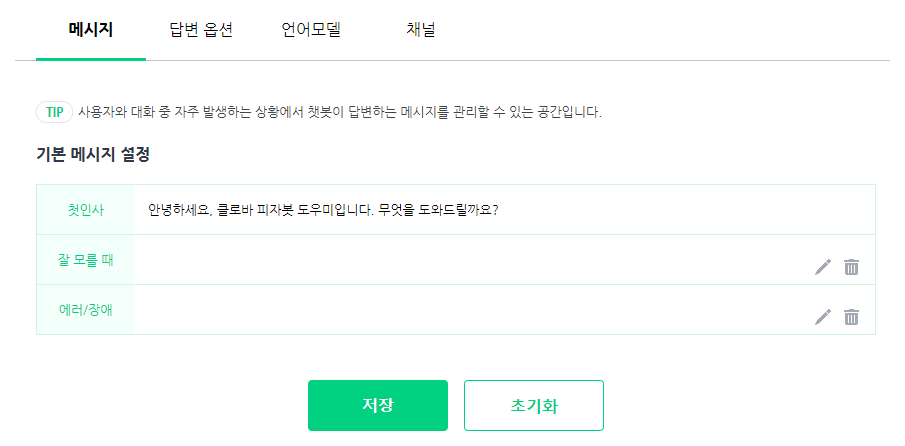 메시지 답변 옵션 언어모델 채널
TIP 사용자와 대화 중 자주 발생하는 상황에서 챗봇이 답변하는 메시지를 관리할 수 있는 공간입니다.
기본 메시지 설정
첫인사 안녕하세요, 클로바 피자봇 도우미입니다. 무엇을 도와드릴까요?
잘 모를 때
에러/장애
저장 초기화